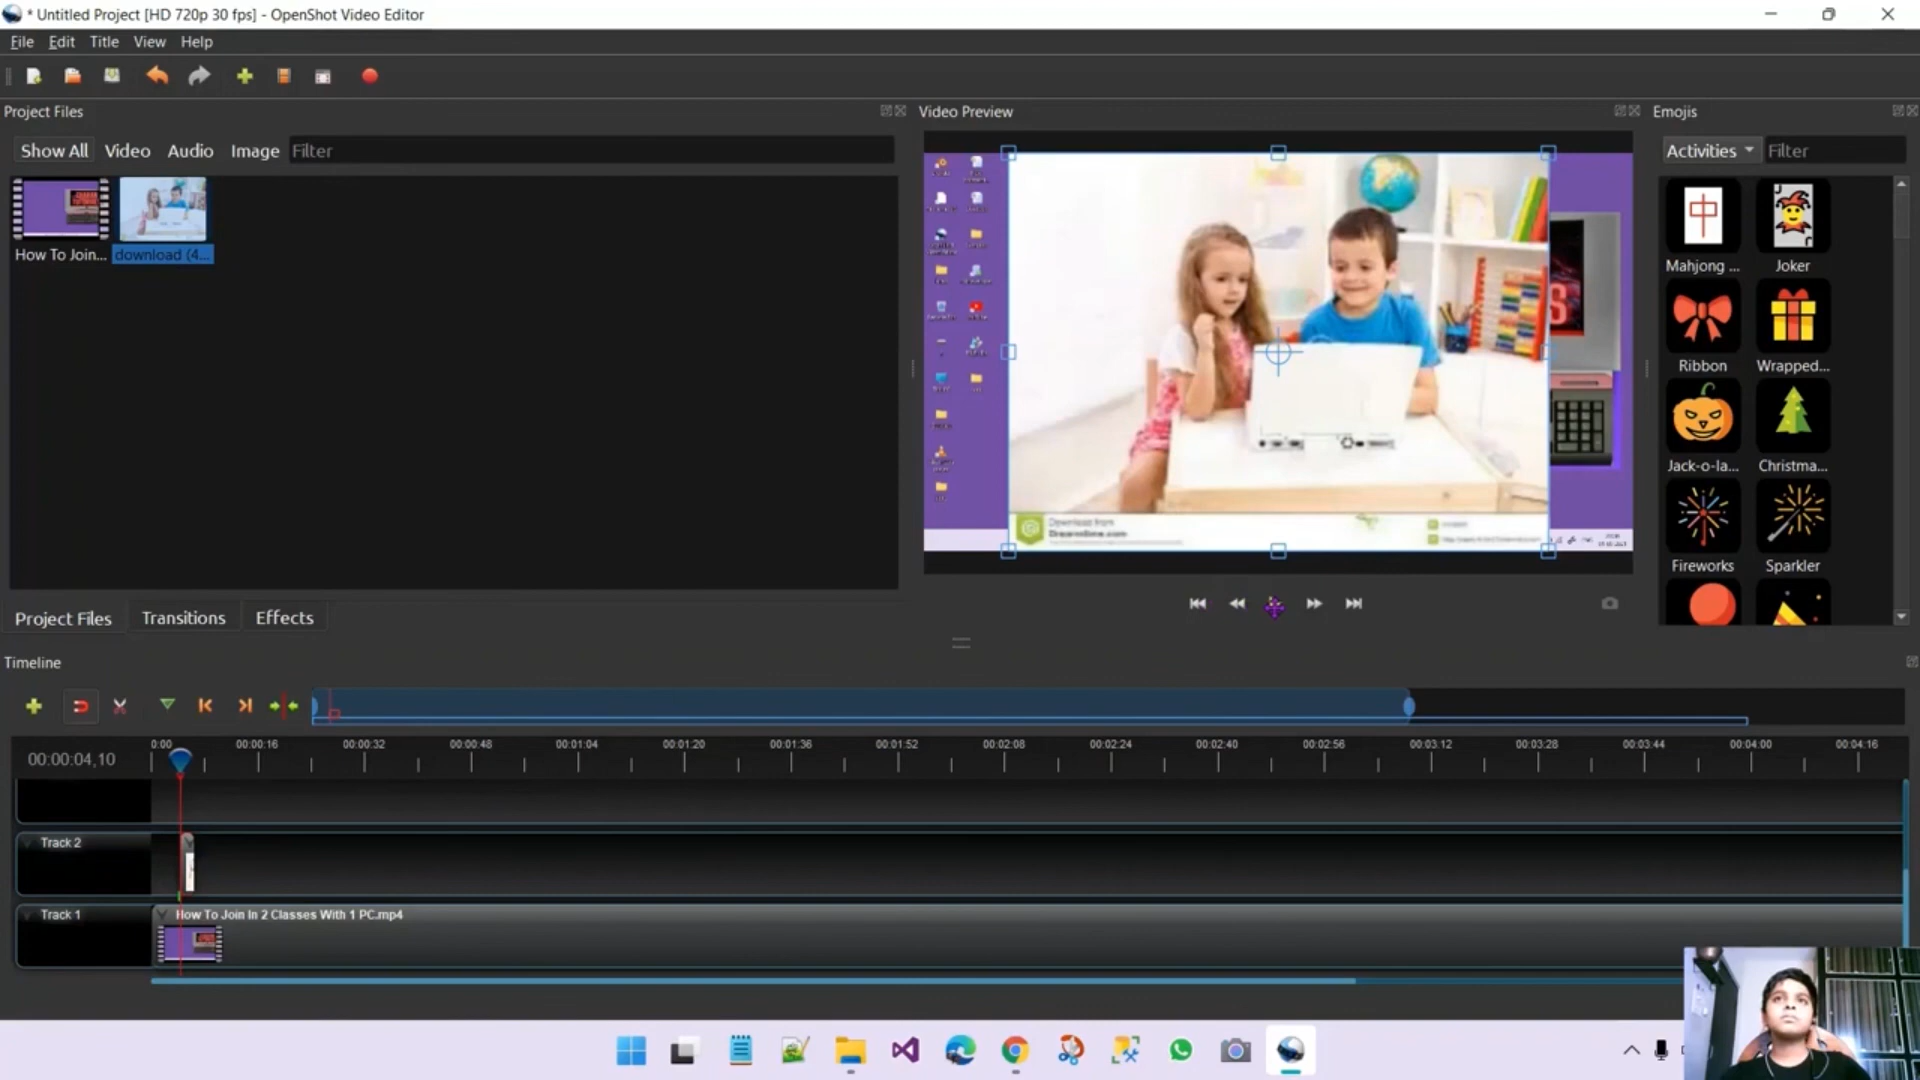 * Untitled Project [HD 720p 30 fps] - OpenShot Video Editor
File Edit Title View Help
Project Files
Video Preview
Emojis
Show All Video Audio Image Filter
Activities Filter
How To Join...
download (4...
Mahjong ...
Joker
Ribbon
Wrapped...
Jack-o-la...
Christma...
Fireworks
Sparkler
Download from
Dreamstime.com
Project Files Transitions Effects
Timeline
00:00:04,10
0:00 00:00:16 00:00:32 00:00:48 00:01:04 00:01:20 00:01:36 00:01:52 00:02:08 00:02:24 00:02:40 00:02:56 00:03:12 00:03:28 00:03:44 00:04:00 00:04:16
Track 2
Track 1
How To Join In 2 Classes With 1 PC.mp4